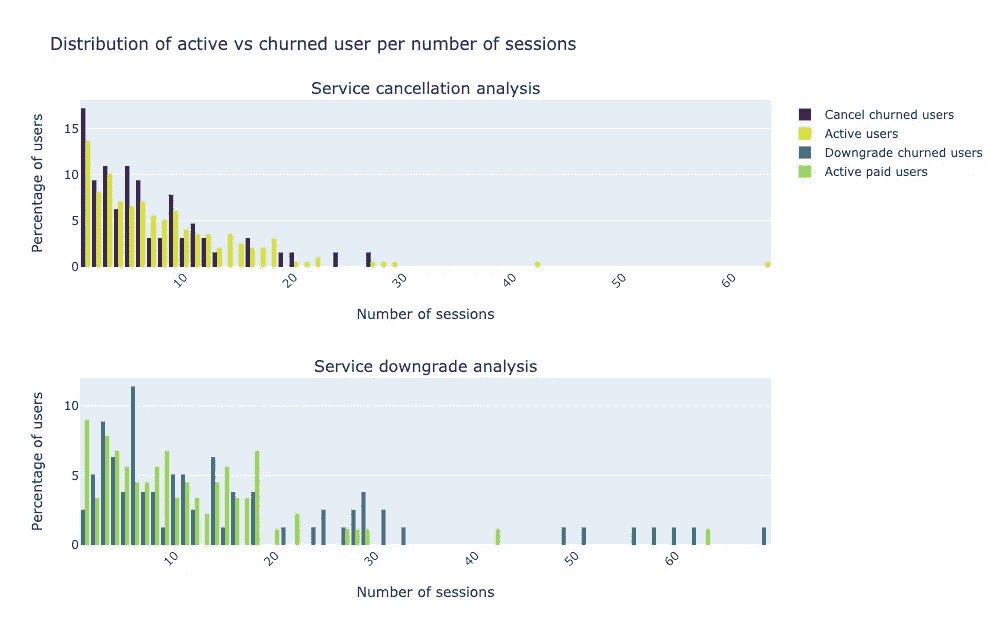 Distribution of active vs churned user per number of sessions
Service cancellation analysis
Percentage of users
15
10
5
0
10
20
30
40
50
60
Number of sessions
Cancel churned users
Active users
Downgrade churned users
Active paid users
Service downgrade analysis
Percentage of users
10
5
0
10
20
30
40
50
60
Number of sessions